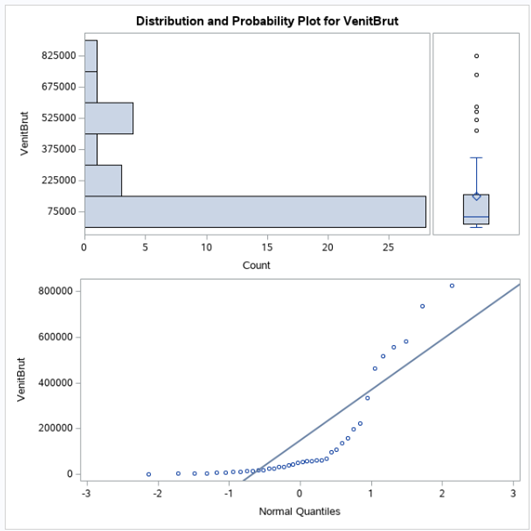 Distribution and Probability Plot for VenitBrut
VenitBrut
825000
675000
525000
375000
225000
75000
0 5 10 15 20 25
Count
VenitBrut
800000
600000
400000
200000
0
-3 -2 -1 0 1 2 3
Normal Quantiles